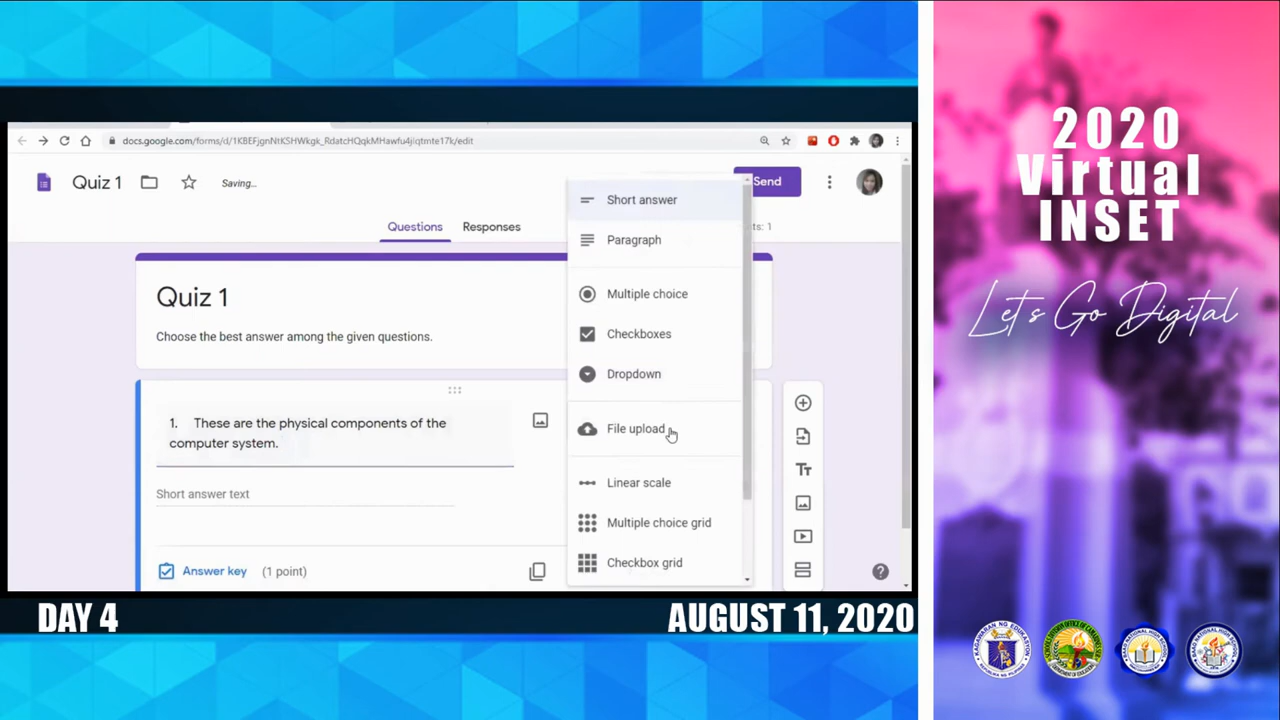 docs.google.com/forms/d/1KBEFjgnNtKSHWkgk_RdatcHQqkMHawfu4jiqtmte17k/edit
Quiz 1
Saving...
Send
Questions
Responses
ts: 1
Quiz 1
Choose the best answer among the given questions.
1. These are the physical components of the
computer system.
Short answer text
Answer key
(1 point)
Short answer
Paragraph
Multiple choice
Checkboxes
Dropdown
File upload
Linear scale
Multiple choice grid
Checkbox grid
Tт
DAY 4
AUGUST 11, 2020
2020
Virtual
INSET
Let's Go Digital